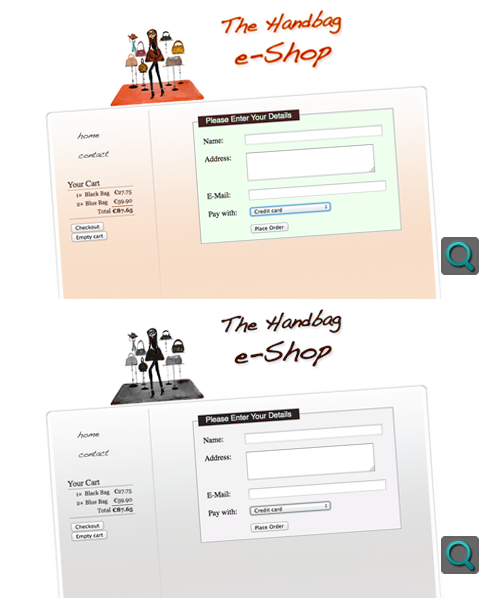 The Handbag
e-Shop
home
contact
Your Cart
1× Black Bag €27.75
2× Blue Bag €59.90
Total €87.65
Checkout
Empty cart
Please Enter Your Details
Name:
Address:
E-Mail:
Pay with: Credit card
Place Order
The Handbag
e-Shop
home
contact
Your Cart
1× Black Bag €27.75
2× Blue Bag €59.90
Total €87.65
Checkout
Empty cart
Please Enter Your Details
Name:
Address:
E-Mail:
Pay with: Credit card
Place Order